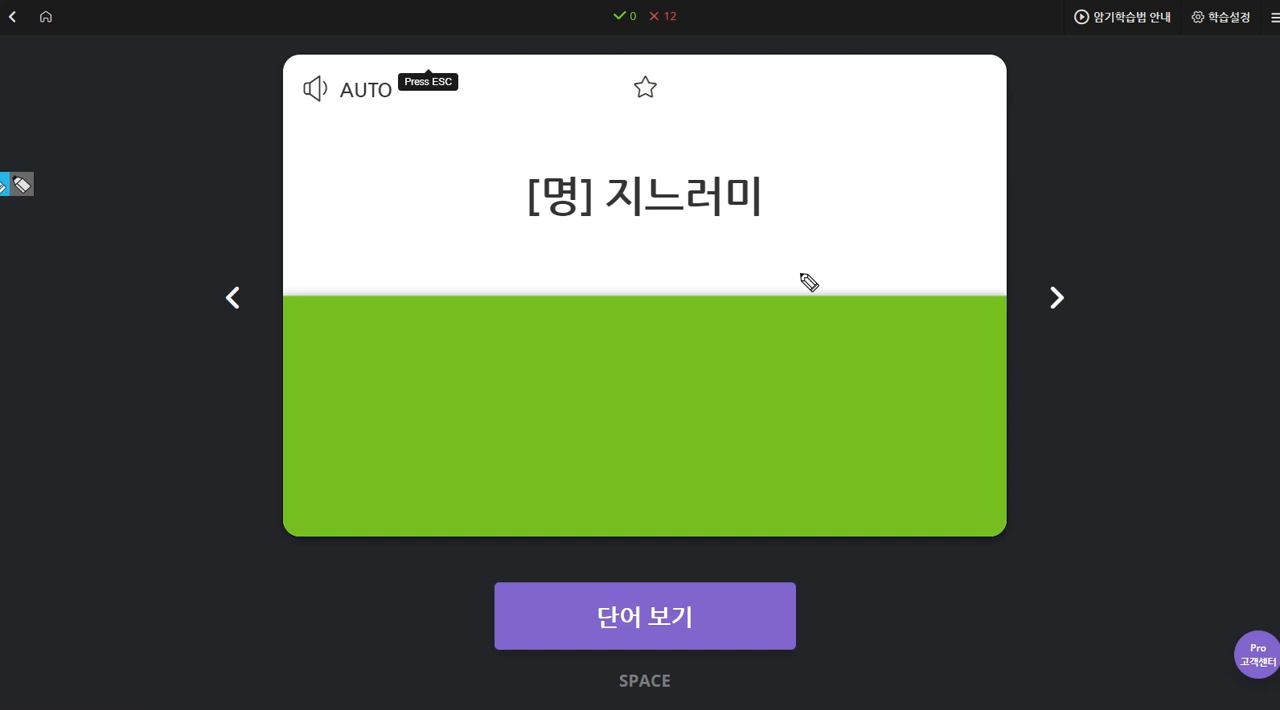 0 12 암기학습법 안내 학습설정
AUTO Press ESC
[명] 지느러미
단어 보기
SPACE
Pro
고객센터